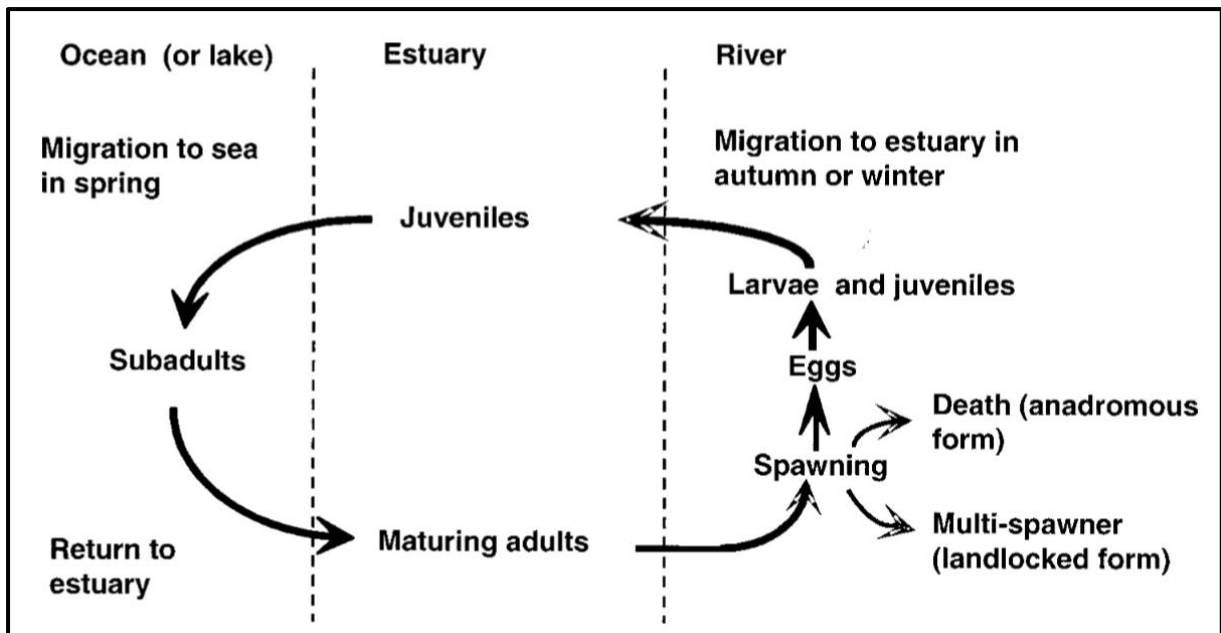 Ocean (or lake)
Estuary
River
Migration to sea
in spring
Migration to estuary in
autumn or winter
Juveniles
Larvae and juveniles
Subadults
Eggs
Death (anadromous
form)
Spawning
Multi-spawner
(landlocked form)
Return to
estuary
Maturing adults